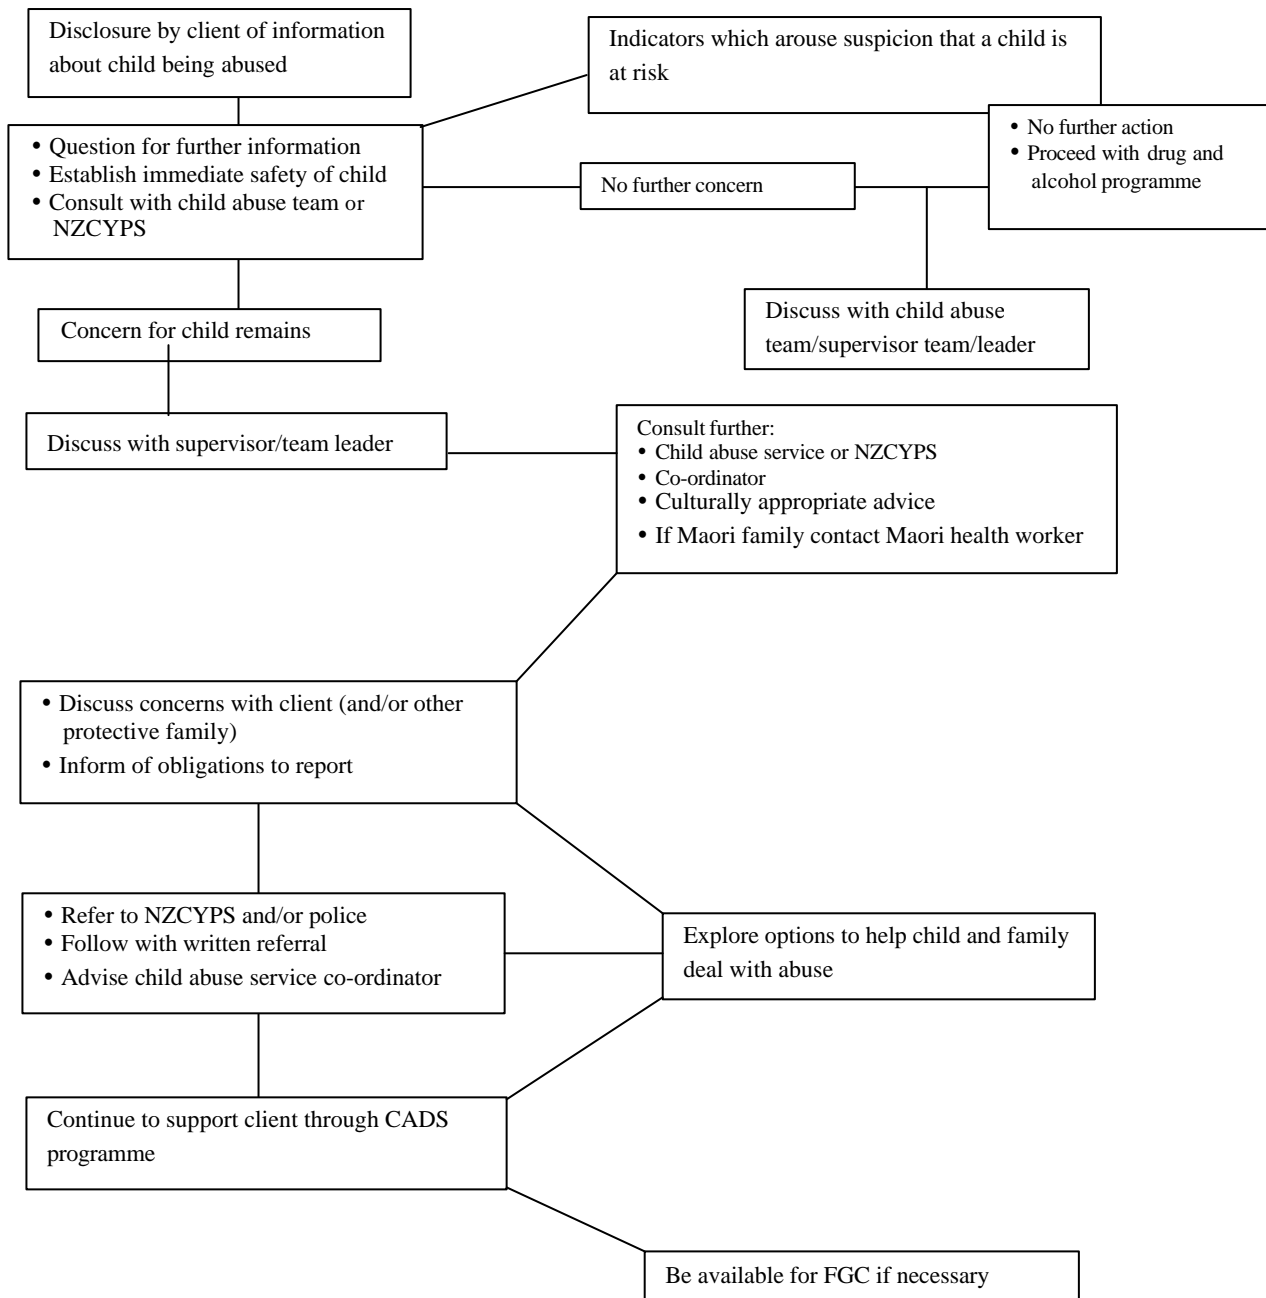 Disclosure by client of information
about child being abused
Indicators which arouse suspicion that a child is
at risk
• Question for further information
• Establish immediate safety of child
• Consult with child abuse team or
NZCYPS
No further concern
• No further action
• Proceed with drug and
alcohol programme
Discuss with child abuse
team/supervisor team/leader
Concern for child remains
Discuss with supervisor/team leader
Consult further:
• Child abuse service or NZCYPS
• Co-ordinator
• Culturally appropriate advice
• If Maori family contact Maori health worker
• Discuss concerns with client (and/or other
protective family)
• Inform of obligations to report
• Refer to NZCYPS and/or police
• Follow with written referral
• Advise child abuse service co-ordinator
Explore options to help child and family
deal with abuse
Continue to support client through CADS
programme
Be available for FGC if necessary